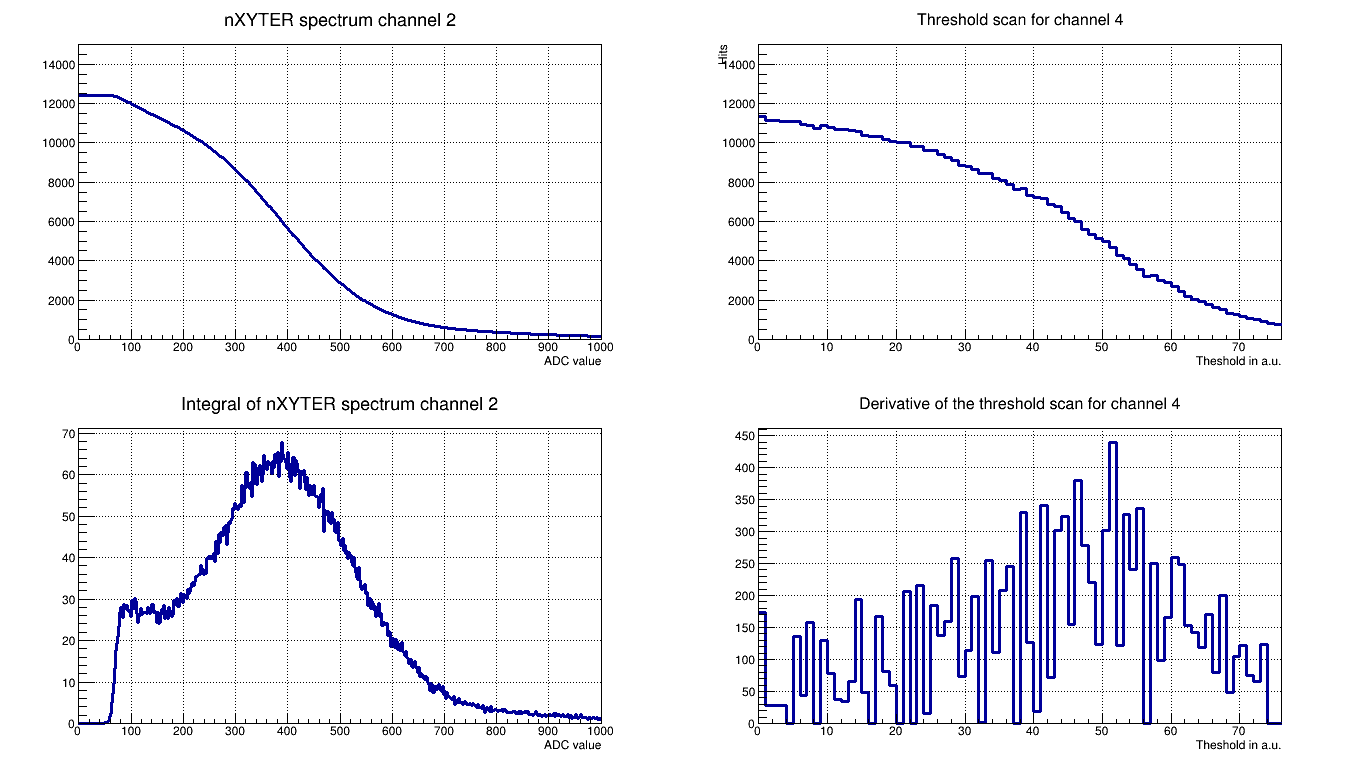 nXYTER spectrum channel 2
14000
12000
10000
8000
6000
4000
2000
0
0 100 200 300 400 500 600 700 800 900 1000
ADC value
Threshold scan for channel 4
Hits
14000
12000
10000
8000
6000
4000
2000
0
0 10 20 30 40 50 60 70
Theshold in a.u.
Integral of nXYTER spectrum channel 2
70
60
50
40
30
20
10
0
0 100 200 300 400 500 600 700 800 900 1000
ADC value
Derivative of the threshold scan for channel 4
450
400
350
300
250
200
150
100
50
0
0 10 20 30 40 50 60 70
Theshold in a.u.